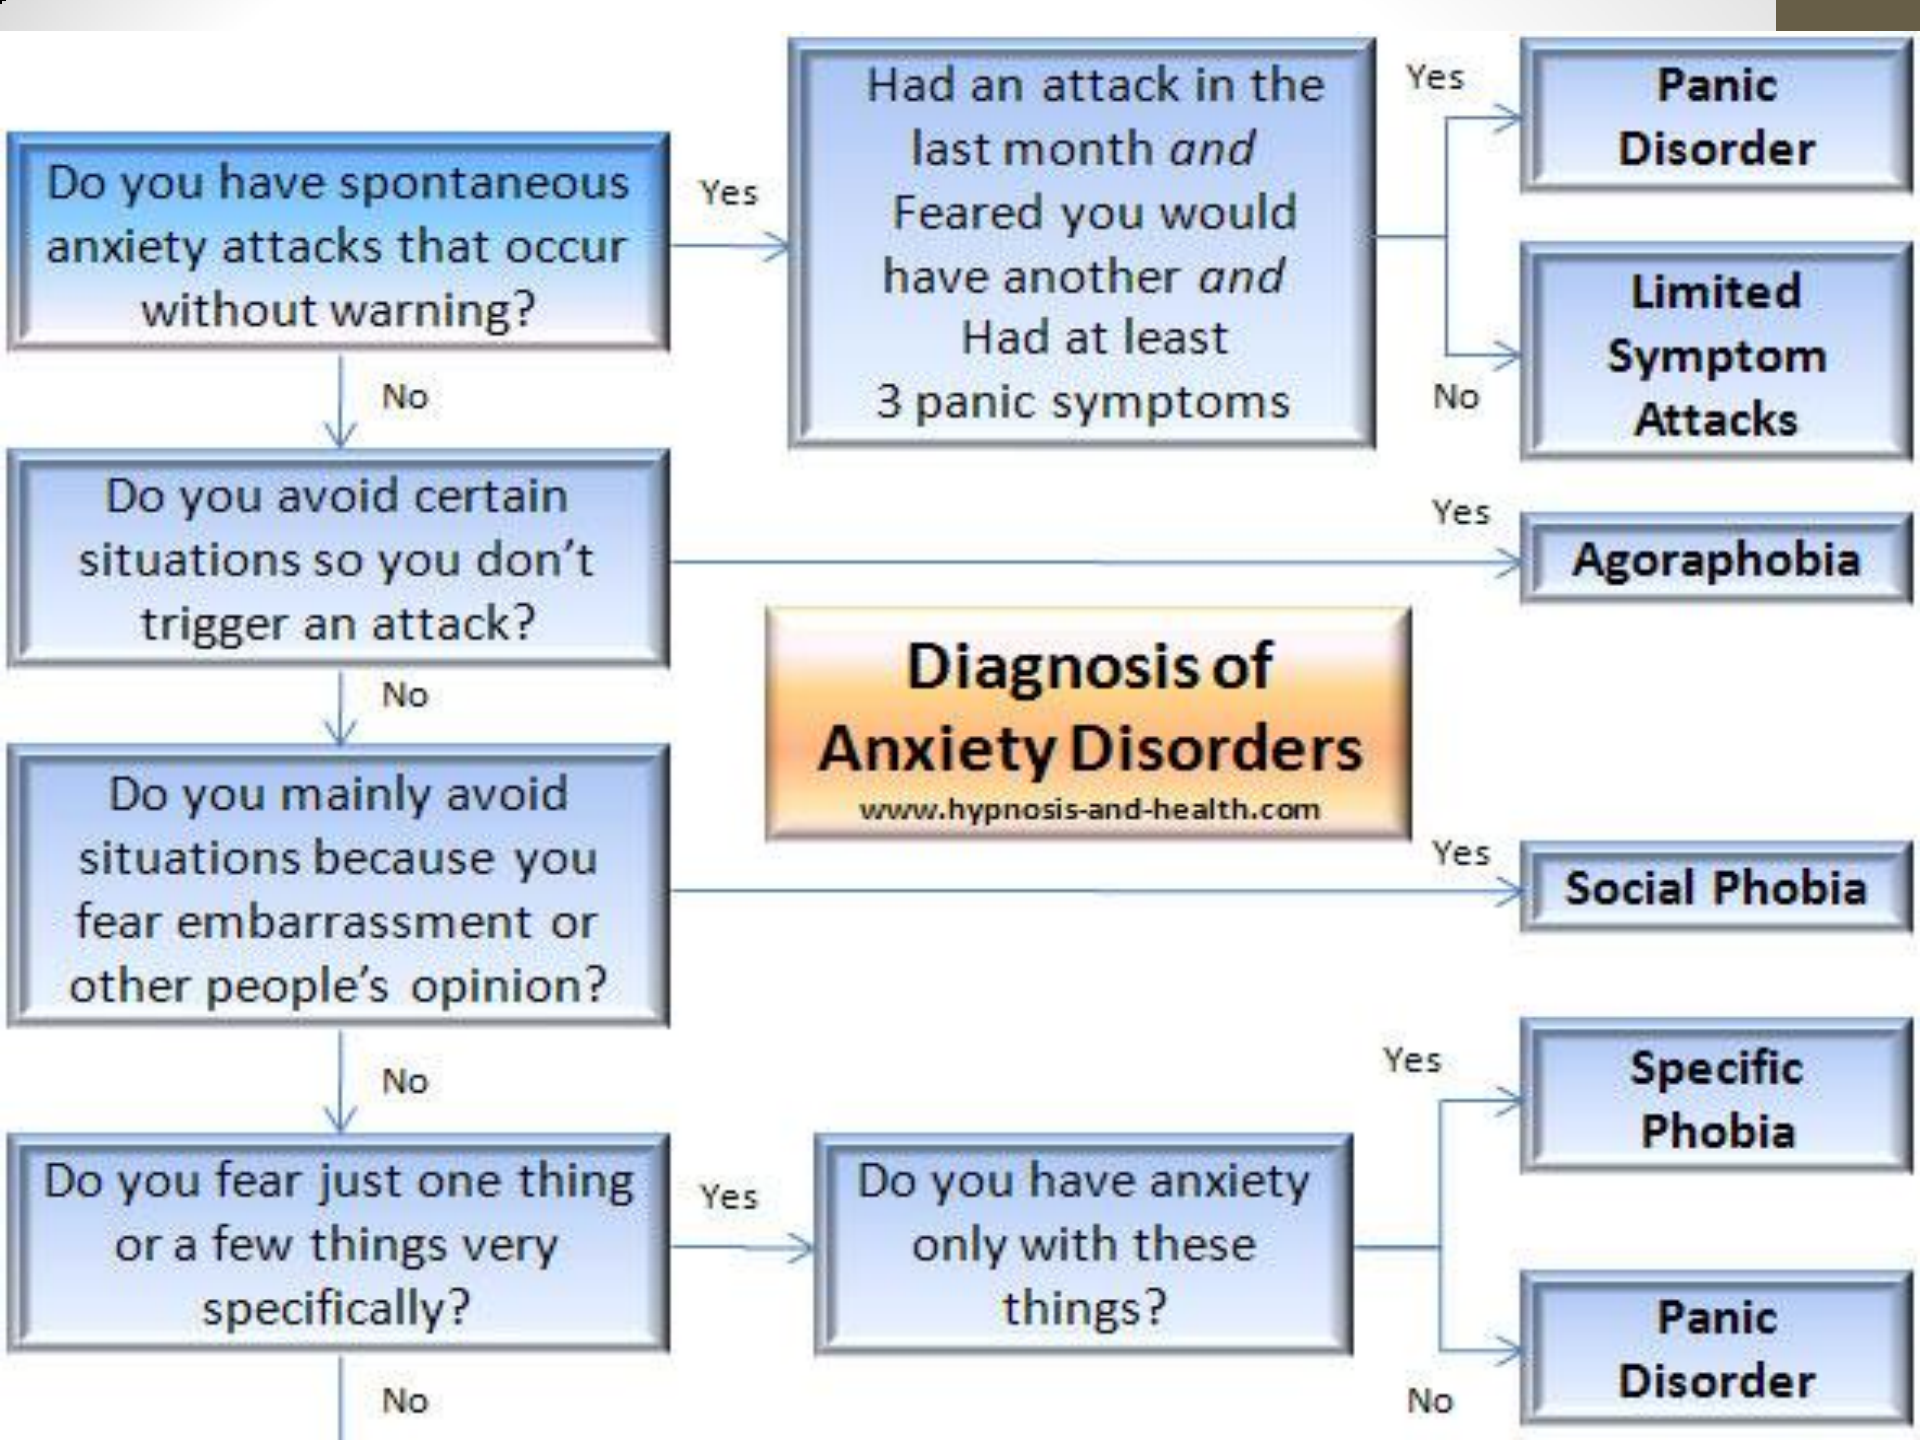 Had an attack in the
last month and
Feared you would
have another and
Had at least
3 panic symptoms
Yes
Panic
Disorder
Do you have spontaneous
anxiety attacks that occur
without warning?
Yes
No
Limited
Symptom
Attacks
No
Do you avoid certain
situations so you don’t
trigger an attack?
Yes
Agoraphobia
No
Diagnosis of
Anxiety Disorders
www.hypnosis-and-health.com
Do you mainly avoid
situations because you
fear embarrassment or
other people’s opinion?
Yes
Social Phobia
No
Do you fear just one thing
or a few things very
specifically?
Yes
Do you have anxiety
only with these
things?
Yes
Specific
Phobia
No
Panic
Disorder
No